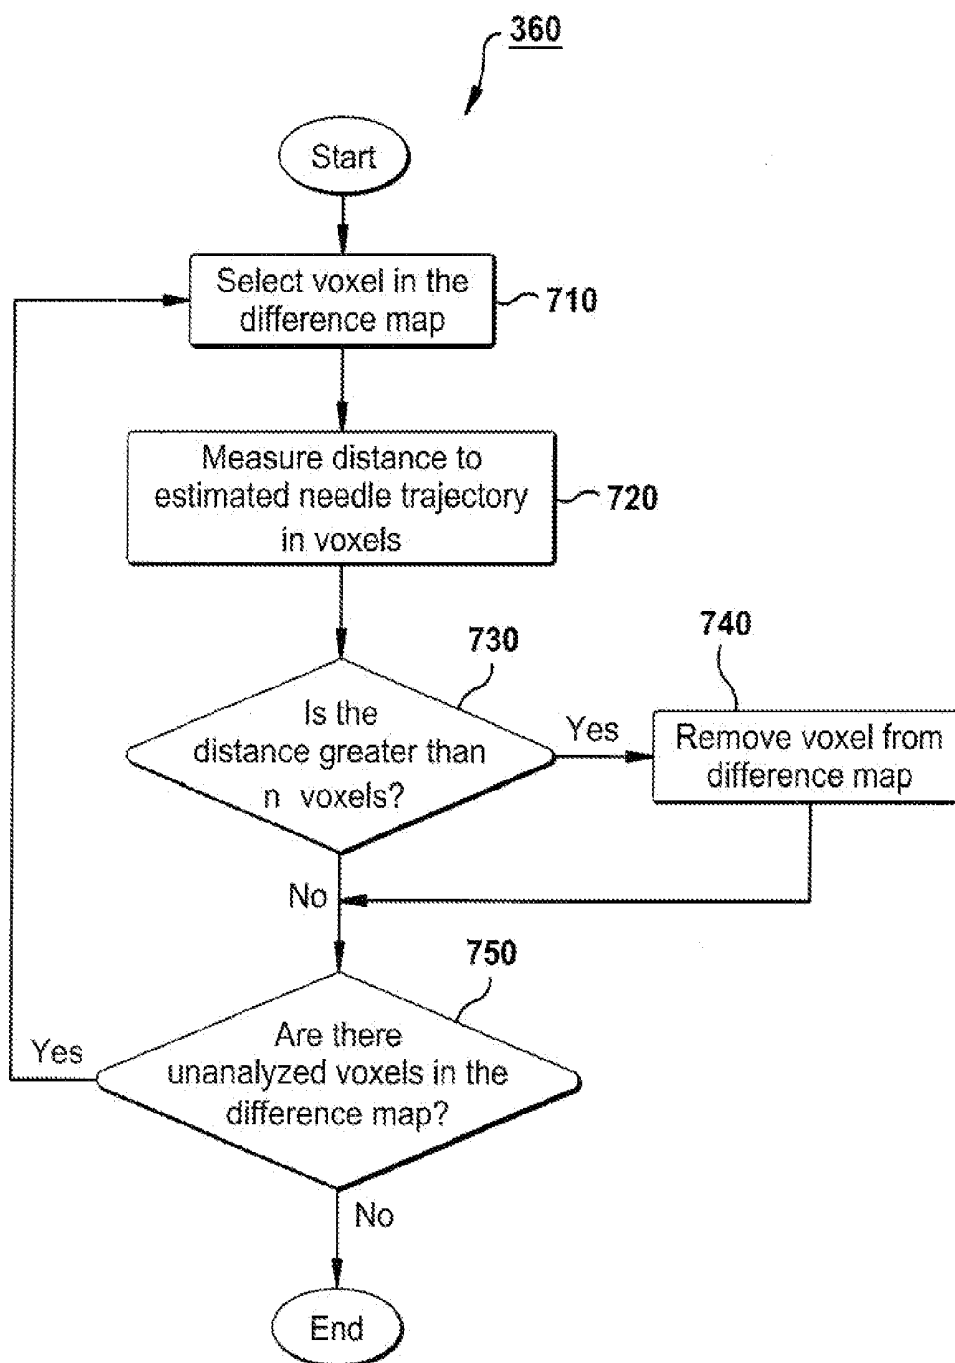 360
Start
Select voxel in the
difference map
710
Measure distance to
estimated needle trajectory
in voxels
720
730
740
Is the
distance greater than
n voxels?
Yes
Remove voxel from
difference map
No
750
Are there
unanalyzed voxels in the
difference map?
Yes
No
End